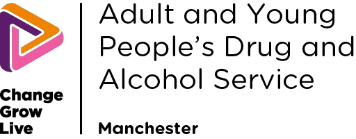 Change
Grow
Live
Adult and Young
People's Drug and
Alcohol Service
Manchester